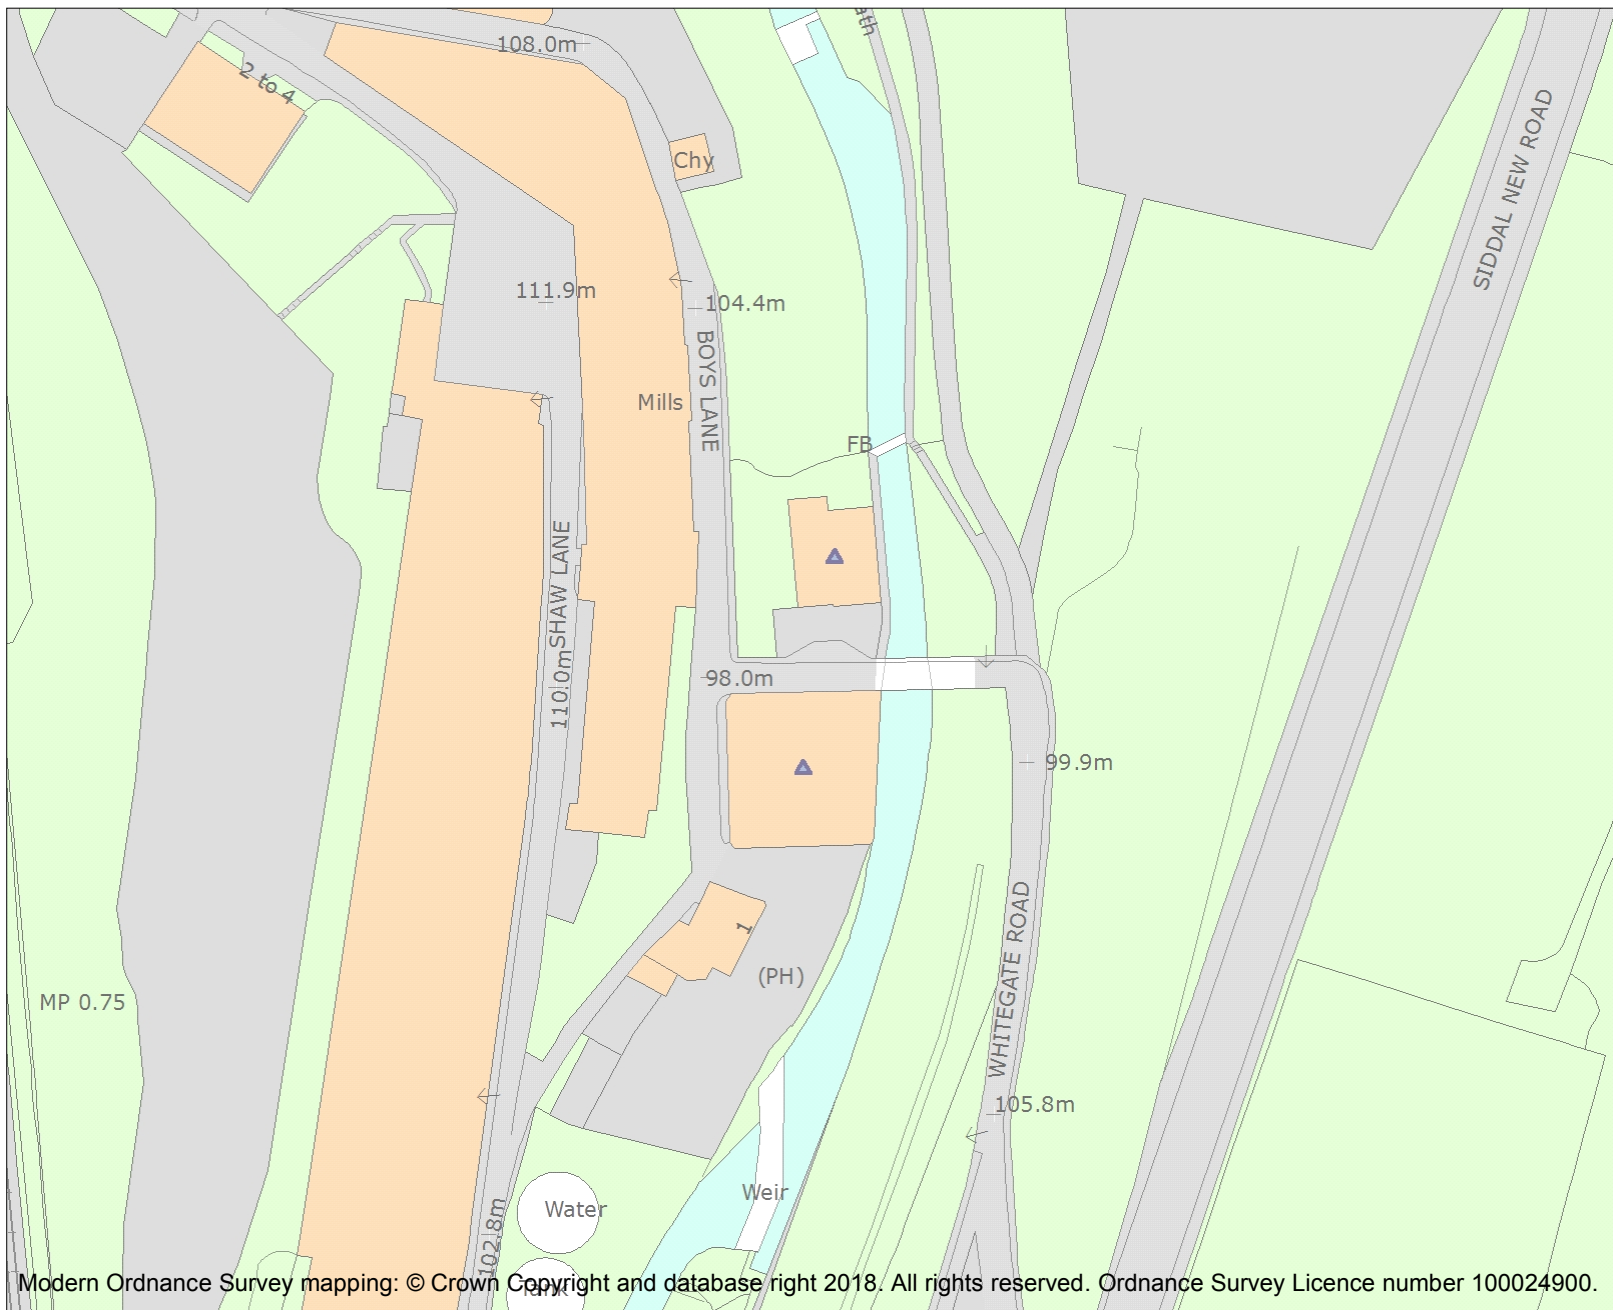 108.0m
ath
2 to 4
Chy
SIDDAL NEW ROAD
111.9m
104.4m
BOYS LANE
Mills
FB
SHAW LANE
110.0m
98.0m
99.9m
1
(PH)
WHITEGATE ROAD
MP 0.75
105.8m
Weir
Water
102.8m
Tank
Modern Ordnance Survey mapping: © Crown Copyright and database right 2018. All rights reserved. Ordnance Survey Licence number 100024900.